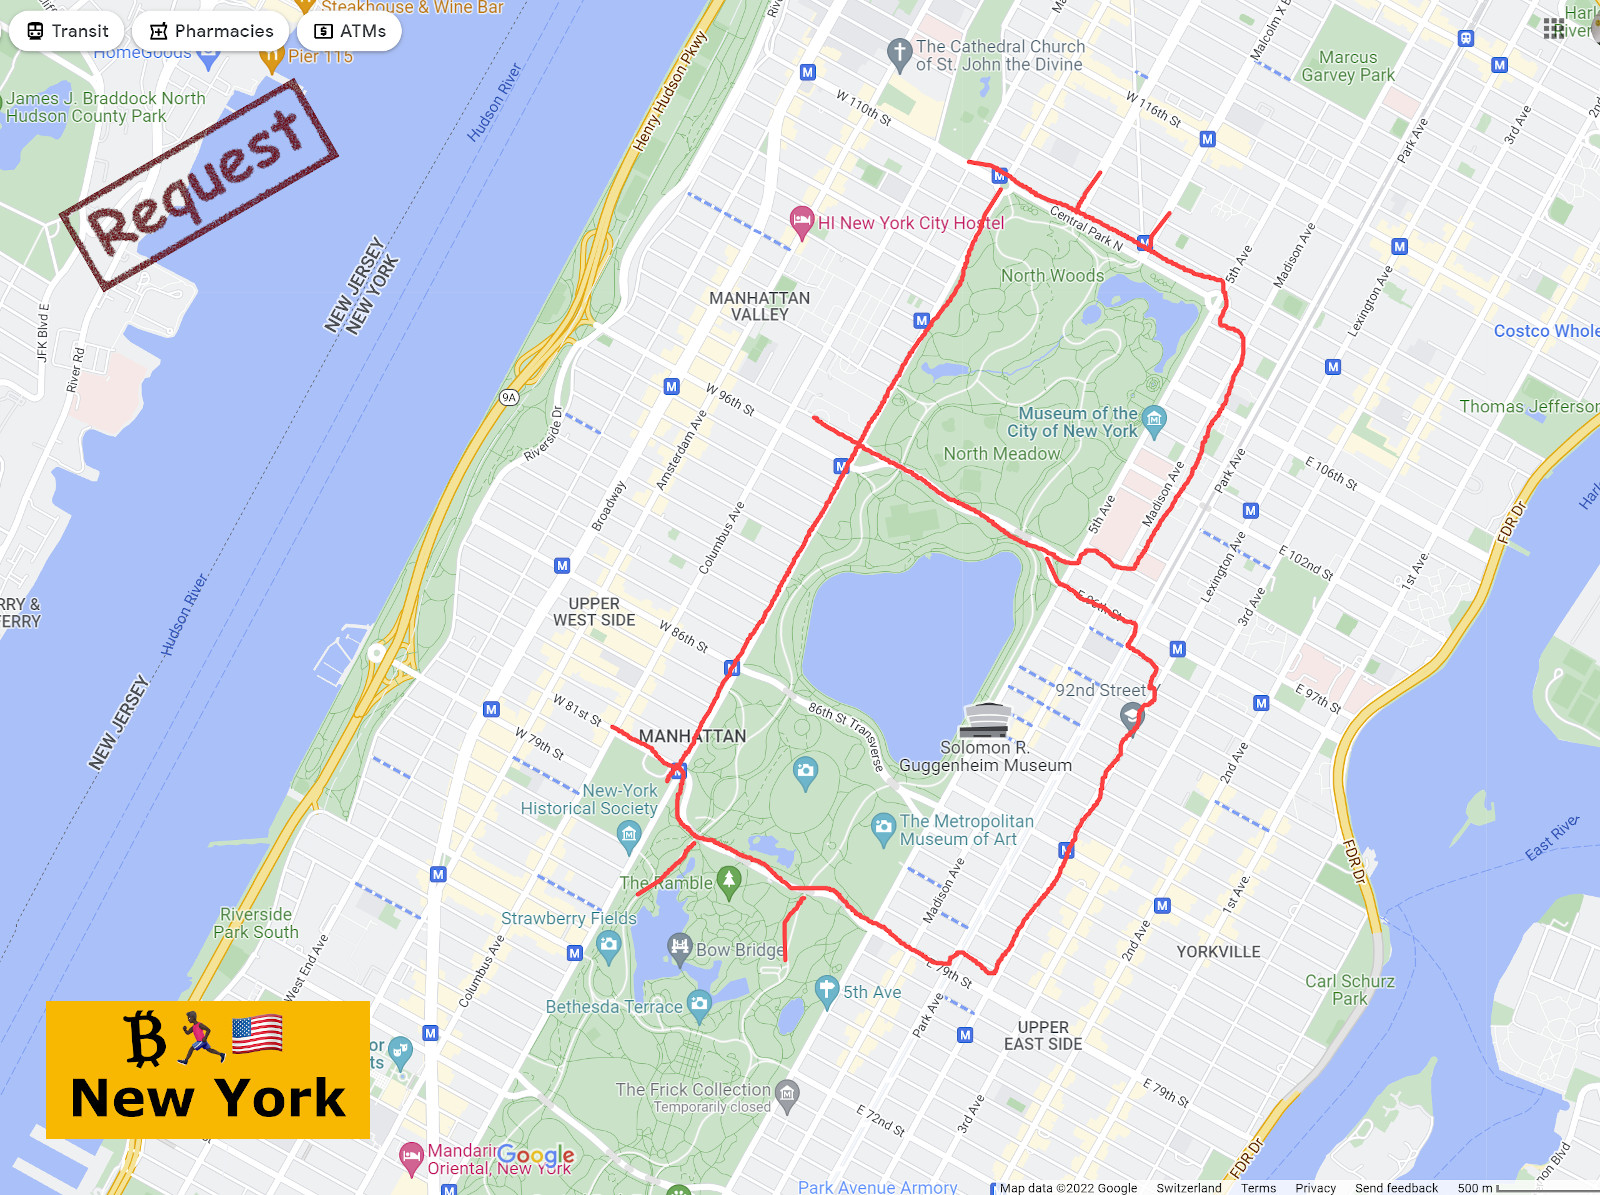 Transit
Pharmacies
ATMs
Steakhouse & Wine Bar
HomeGoods
Pier 115
James J. Braddock North
Hudson County Park
Request
Hudson River
Henry Hudson Pkwy
The Cathedral Church
of St. John the Divine
W 110th St
W 116th St
Malcolm X B
Marcus
Garvey Park
Harl
River
Park Ave
3rd Ave
2nd
HI New York City Hostel
Central Park N
5th Ave
Madison Ave
Lexington Ave
North Woods
NEW JERSEY
NEW YORK
MANHATTAN
VALLEY
JFK Blvd E
River Rd
9A
Costco Whole
W 96th St
Riverside Dr
Amsterdam Ave
Museum of the
City of New York
Thomas Jefferson
North Meadow
Broadway
Columbus Ave
5th Ave
Madison Ave
Park Ave
E 106th St
FDR Dr
Harl
E 102nd St
Lexington Ave
3rd Ave
1st Ave.
RRY &
FERRY
Hudson River
UPPER
WEST SIDE
W 86th St
E 96th St
92nd Street Y
E 97th St
NEW JERSEY
W 81st St
W 79th St
MANHATTAN
86th St Transverse
Solomon R.
Guggenheim Museum
2nd Ave
New-York
Historical Society
The Metropolitan
Museum of Art
East River
FDR Dr
The Ramble
Madison Ave
1st Ave.
Riverside
Park South
Strawberry Fields
Bow Bridge
2nd Ave
YORKVILLE
West End Ave
Columbus Ave
E 79th St
Carl Schurz
Park
Bethesda Terrace
5th Ave
Park Ave
UPPER
EAST SIDE
₿
New York
or
ts
The Frick Collection
Temporarily closed
E 72nd St
3rd Ave
E 79th St
FDR Dr
Mandarin
Oriental, New York
Google
Park Avenue Armory
non Blvd
Map data ©2022 Google
Switzerland
Terms
Privacy
Send feedback
500 m